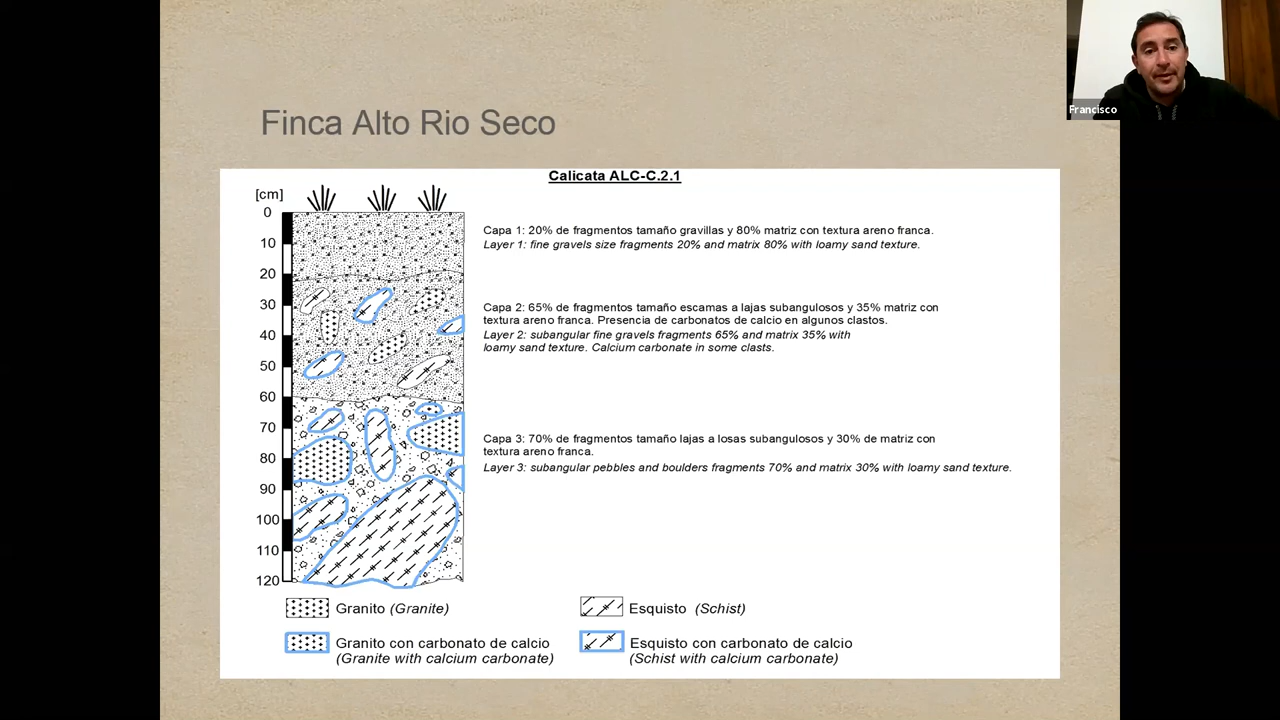 Francisco
Finca Alto Rio Seco
Calicata ALC-C.2.1
[cm]
0
10
20
30
40
50
60
70
80
90
100
110
120
Capa 1: 20% de fragmentos tamaño gravillas y 80% matriz con textura areno franca.
Layer 1: fine gravels size fragments 20% and matrix 80% with loamy sand texture.
Capa 2: 65% de fragmentos tamaño escamas a lajas subangulosos y 35% matriz con
textura areno franca. Presencia de carbonatos de calcio en algunos clastos.
Layer 2: subangular fine gravels fragments 65% and matrix 35% with
loamy sand texture. Calcium carbonate in some clasts.
Capa 3: 70% de fragmentos tamaño lajas a losas subangulosos y 30% de matriz con
textura areno franca.
Layer 3: subangular pebbles and boulders fragments 70% and matrix 30% with loamy sand texture.
Granito (Granite)
Esquisto (Schist)
Granito con carbonato de calcio
(Granite with calcium carbonate)
Esquisto con carbonato de calcio
(Schist with calcium carbonate)